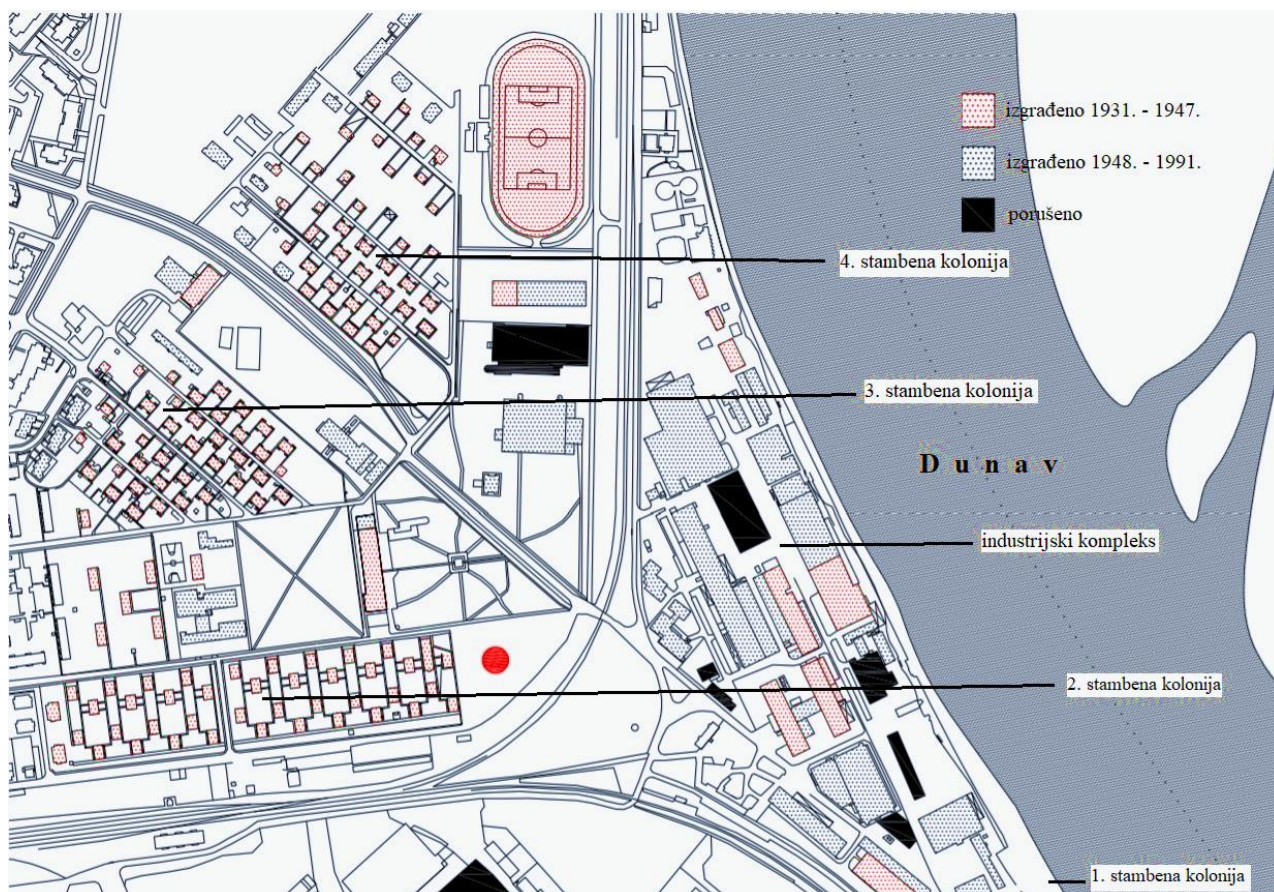 izgrađeno 1931. - 1947.
izgrađeno 1948. - 1991.
porušeno
4. stambena kolonija
3. stambena kolonija
Dunav
industrijski kompleks
2. stambena kolonija
1. stambena kolonija